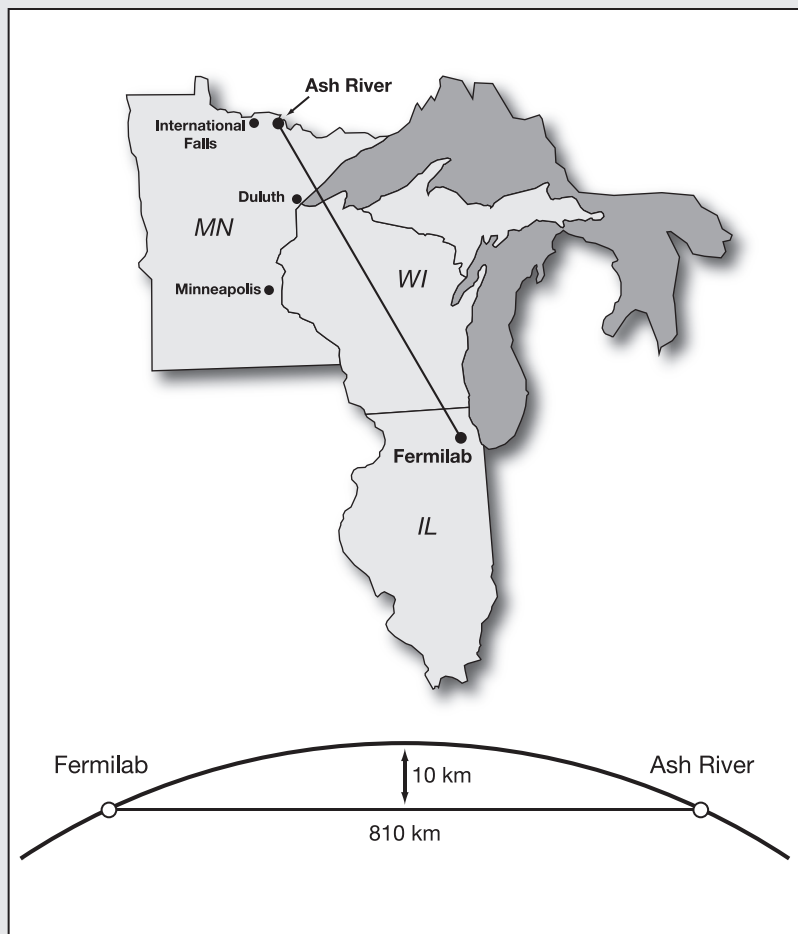 Ash River
International
Falls
Duluth
MN
WI
Minneapolis
Fermilab
IL
Fermilab
Ash River
10 km
810 km